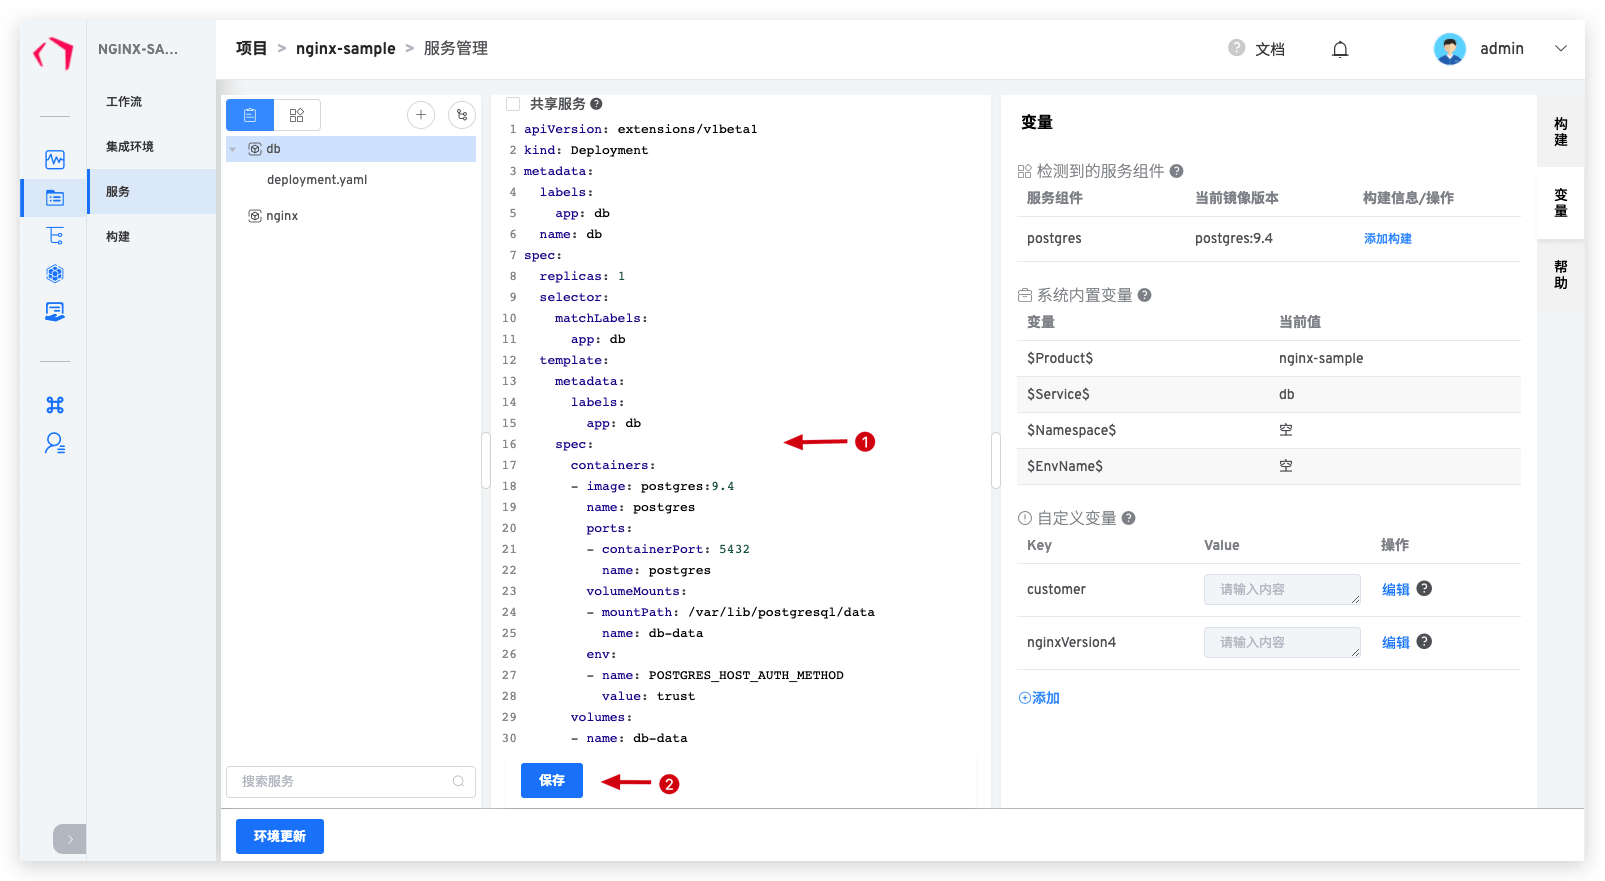 NGINX-SA...
项目 > nginx-sample > 服务管理
文档
admin
工作流
集成环境
服务
构建
db
deployment.yaml
nginx
搜索服务
共享服务
1 apiVersion: extensions/v1beta1
2 kind: Deployment
3 metadata:
4 labels:
5 app: db
6 name: db
7 spec:
8 replicas: 1
9 selector:
10 matchLabels:
11 app: db
12 template:
13 metadata:
14 labels:
15 app: db
16 spec:
17 containers:
18 - image: postgres:9.4
19 name: postgres
20 ports:
21 - containerPort: 5432
22 name: postgres
23 volumeMounts:
24 - mountPath: /var/lib/postgresql/data
25 name: db-data
26 env:
27 - name: POSTGRES_HOST_AUTH_METHOD
28 value: trust
29 volumes:
30 - name: db-data
1
保存
2
变量
检测到的服务组件
服务组件 当前镜像版本 构建信息/操作
postgres postgres:9.4 添加构建
系统内置变量
变量 当前值
$Product$ nginx-sample
$Service$ db
$Namespace$ 空
$EnvName$ 空
自定义变量
Key Value 操作
customer 请输入内容 编辑
nginxVersion4 请输入内容 编辑
添加
构建
变量
帮助
环境更新